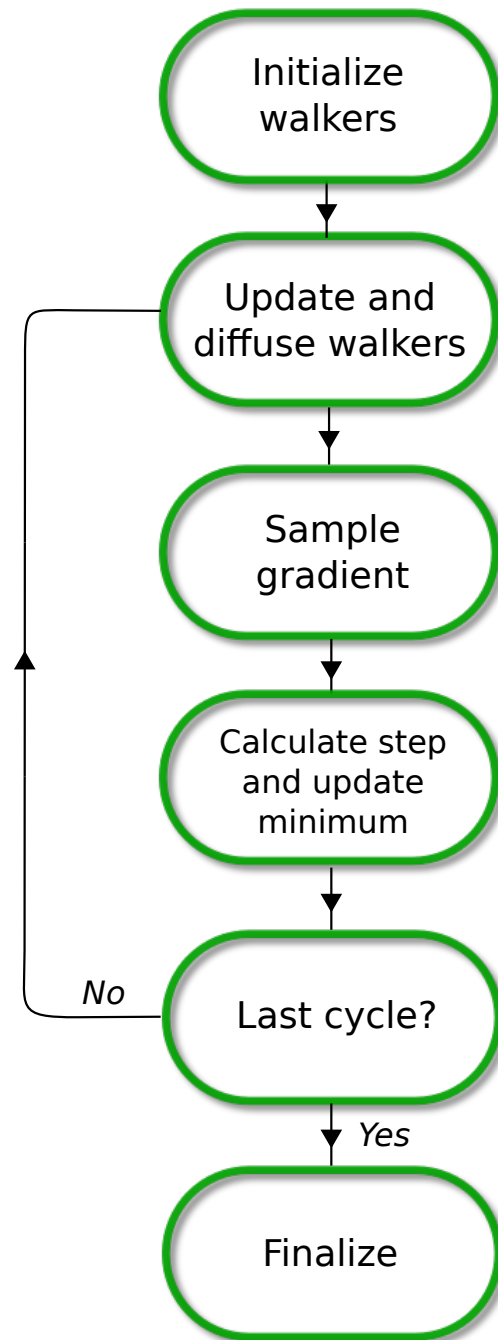 Initialize
walkers
Update and
diffuse walkers
Sample
gradient
Calculate step
and update
minimum
No
Last cycle?
Yes
Finalize